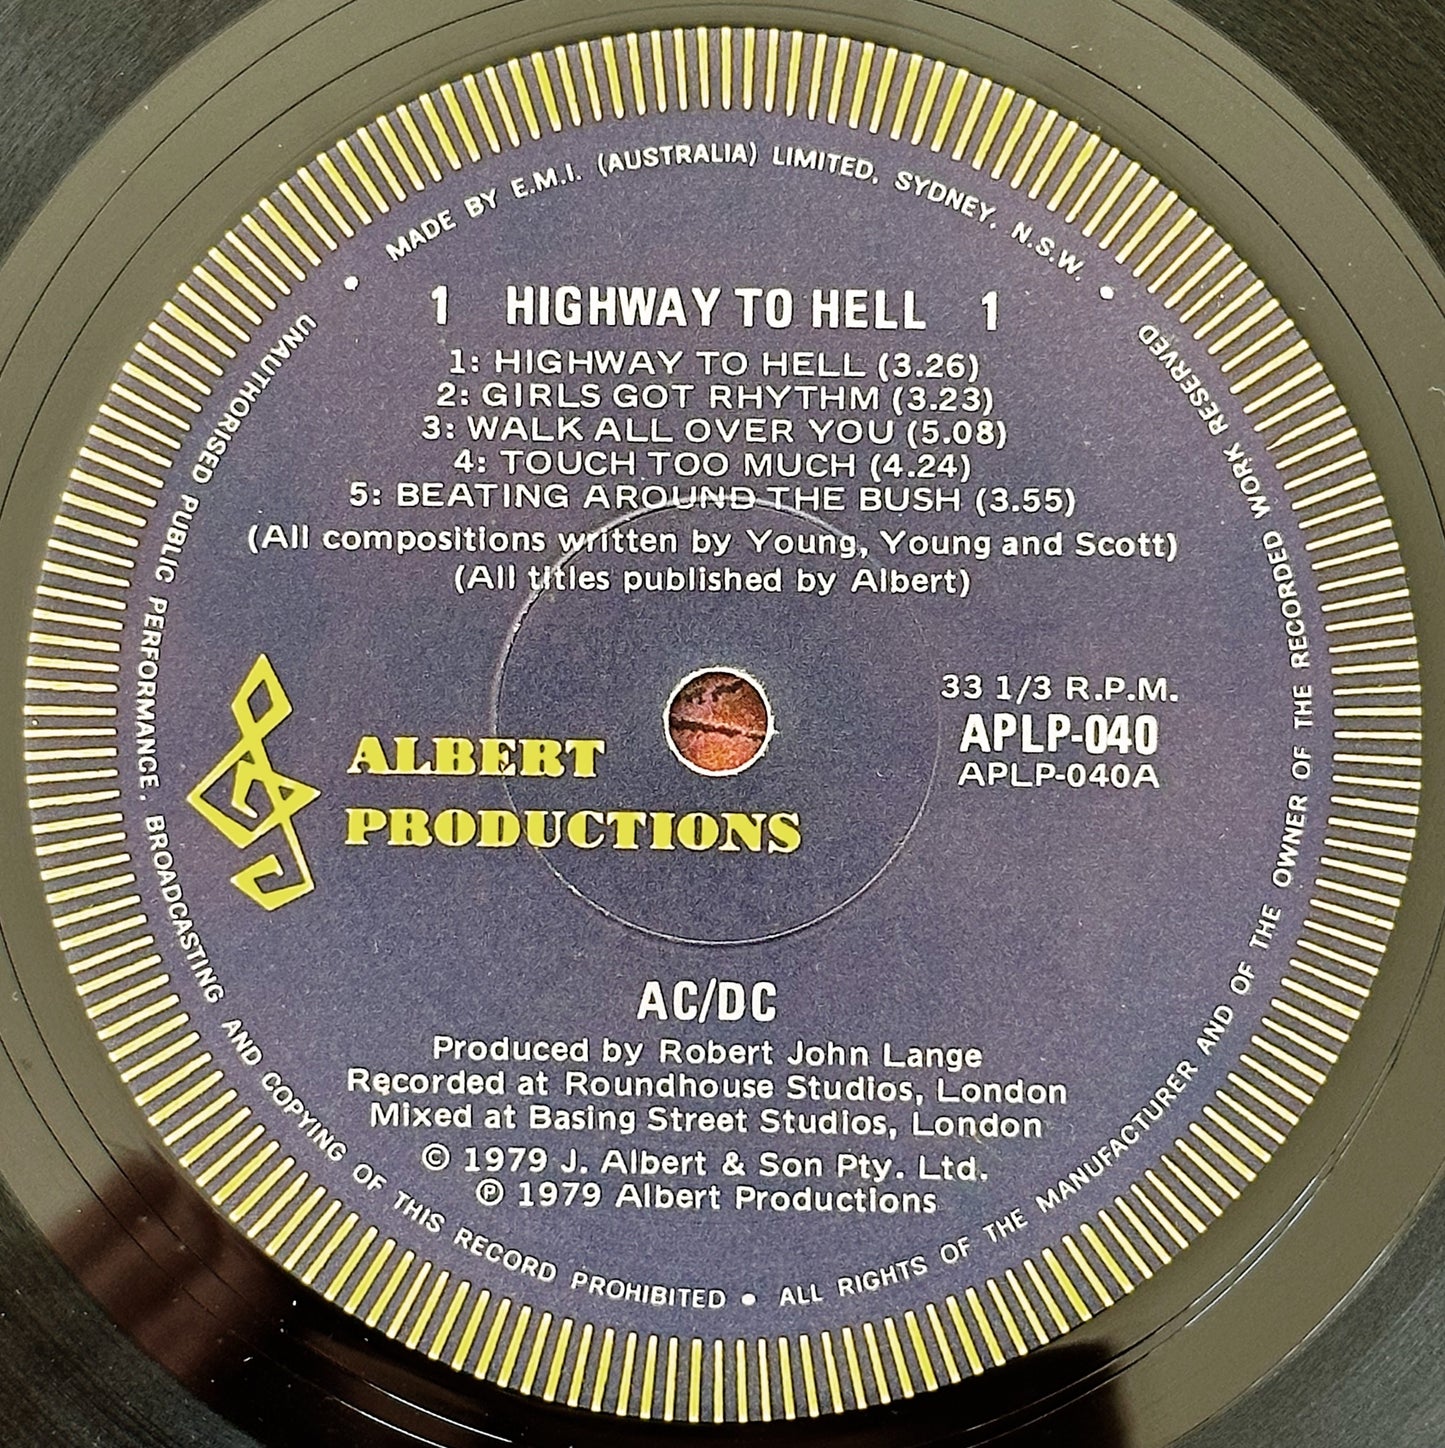 MADE BY E.M.I. (AUSTRALIA) LIMITED, SYDNEY, N.S.W.
1 HIGHWAY TO HELL 1
1: HIGHWAY TO HELL (3.26)
2: GIRLS GOT RHYTHM (3.23)
3: WALK ALL OVER YOU (5.08)
4: TOUCH TOO MUCH (4.24)
5: BEATING AROUND THE BUSH (3.55)
(All compositions written by Young, Young and Scott)
(All titles published by Albert)
33 1/3 R.P.M.
APLP-040
APLP-040A
ALBERT
PRODUCTIONS
AC/DC
Produced by Robert John Lange
Recorded at Roundhouse Studios, London
Mixed at Basing Street Studios, London
© 1979 J. Albert & Son Pty. Ltd.
℗ 1979 Albert Productions
UNAUTHORISED PUBLIC PERFORMANCE, BROADCASTING AND COPYING OF THIS RECORD PROHIBITED • ALL RIGHTS OF THE MANUFACTURER AND OF THE OWNER OF THE RECORDED WORK RESERVED